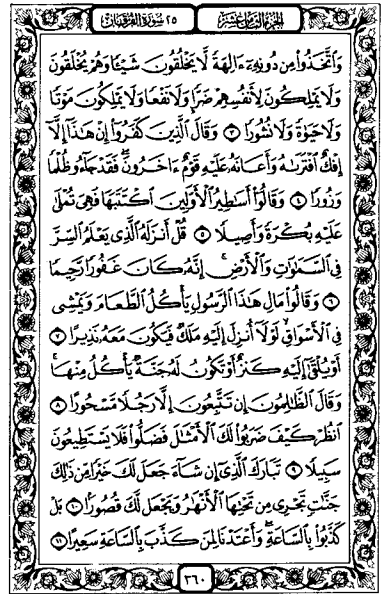 الجزء الثامن عشر
٢٥ سورة الفرقان
وَاتَّخَذُوا مِن دُونِهِ ءَالِهَةً لَّا يَخْلُقُونَ شَيْئًا وَهُمْ يُخْلَقُونَ
وَلَا يَمْلِكُونَ لِأَنفُسِهِمْ ضَرًّا وَلَا نَفْعًا وَلَا يَمْلِكُونَ مَوْتًا
وَلَا حَيَوٰةً وَلَا نُشُورًا ٣ وَقَالَ الَّذِينَ كَفَرُوا إِنْ هَٰذَا إِلَّا
إِفْكٌ افْتَرَىٰهُ وَأَعَانَهُ عَلَيْهِ قَوْمٌ ءَاخَرُونَ ۖ فَقَدْ جَاءُو ظُلْمًا
وَزُورًا ٤ وَقَالُوا أَسَٰطِيرُ الْأَوَّلِينَ اكْتَتَبَهَا فَهِيَ تُمْلَىٰ
عَلَيْهِ بُكْرَةً وَأَصِيلًا ٥ قُلْ أَنزَلَهُ الَّذِي يَعْلَمُ السِّرَّ
فِي السَّمَٰوَٰتِ وَالْأَرْضِ ۚ إِنَّهُ كَانَ غَفُورًا رَّحِيمًا
٦ وَقَالُوا مَالِ هَٰذَا الرَّسُولِ يَأْكُلُ الطَّعَامَ وَيَمْشِي
فِي الْأَسْوَاقِ ۙ لَوْلَا أُنزِلَ إِلَيْهِ مَلَكٌ فَيَكُونَ مَعَهُ نَذِيرًا ٧
أَوْ يُلْقَىٰ إِلَيْهِ كَنزٌ أَوْ تَكُونُ لَهُ جَنَّةٌ يَأْكُلُ مِنْهَا ۚ
وَقَالَ الظَّٰلِمُونَ إِن تَتَّبِعُونَ إِلَّا رَجُلًا مَّسْحُورًا ٨
انظُرْ كَيْفَ ضَرَبُوا لَكَ الْأَمْثَٰلَ فَضَلُّوا فَلَا يَسْتَطِيعُونَ
سَبِيلًا ٩ تَبَارَكَ الَّذِي إِن شَاءَ جَعَلَ لَكَ خَيْرًا مِّن ذَٰلِكَ
جَنَّٰتٍ تَجْرِي مِن تَحْتِهَا الْأَنْهَٰرُ وَيَجْعَل لَّكَ قُصُورًا ١٠ بَلْ
كَذَّبُوا بِالسَّاعَةِ ۖ وَأَعْتَدْنَا لِمَن كَذَّبَ بِالسَّاعَةِ سَعِيرًا ١١
٣٦٠